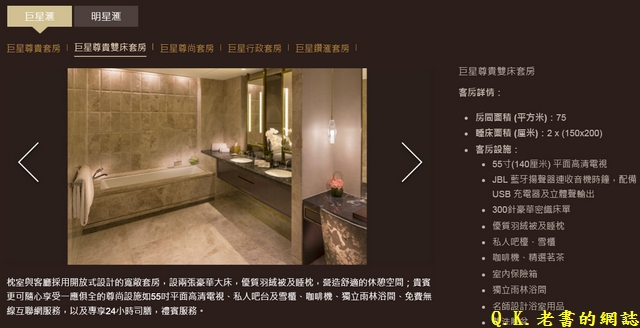 巨星滙
明星滙
巨星尊貴套房
巨星尊貴雙床套房
巨星尊尚套房
巨星行政套房
巨星鑽滙套房
枕室與客廳採用開放式設計的寬敞套房，設兩張豪華大床，優質羽絨被及睡枕，營造舒適的休憩空間；貴賓
更可隨心享受一應俱全的尊尚設施如55吋平面高清電視、私人吧台及雪櫃、咖啡機、獨立雨林浴間、免費無
線互聯網服務，以及專享24小時司膳，禮賓服務。
巨星尊貴雙床套房
客房詳情：
房間面積 (平方米)：75
睡床面積 (厘米)：2 x (150x200)
客房設施：
55寸(140厘米) 平面高清電視
JBL 藍牙揚聲器連收音機時鐘，配備
USB 充電器及立體聲輸出
300針豪華密織床單
優質羽絨被及睡枕
私人吧檯、雪櫃
咖啡機、精選茗茶
室內保險箱
獨立雨林浴間
名師設計浴室用品
Q.K.老書的網誌